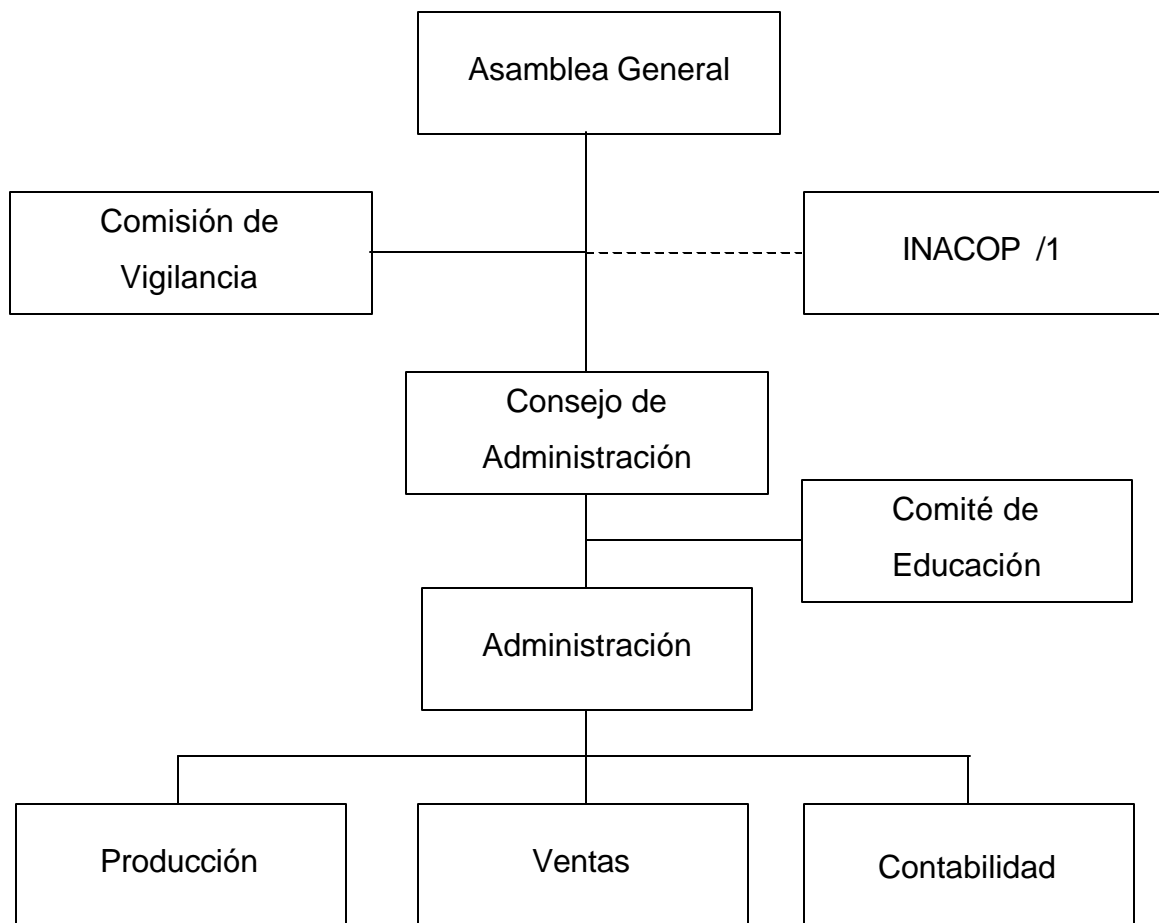 Asamblea General
Comisión de
Vigilancia
INACOP /1
Consejo de
Administración
Comité de
Educación
Administración
Producción
Ventas
Contabilidad